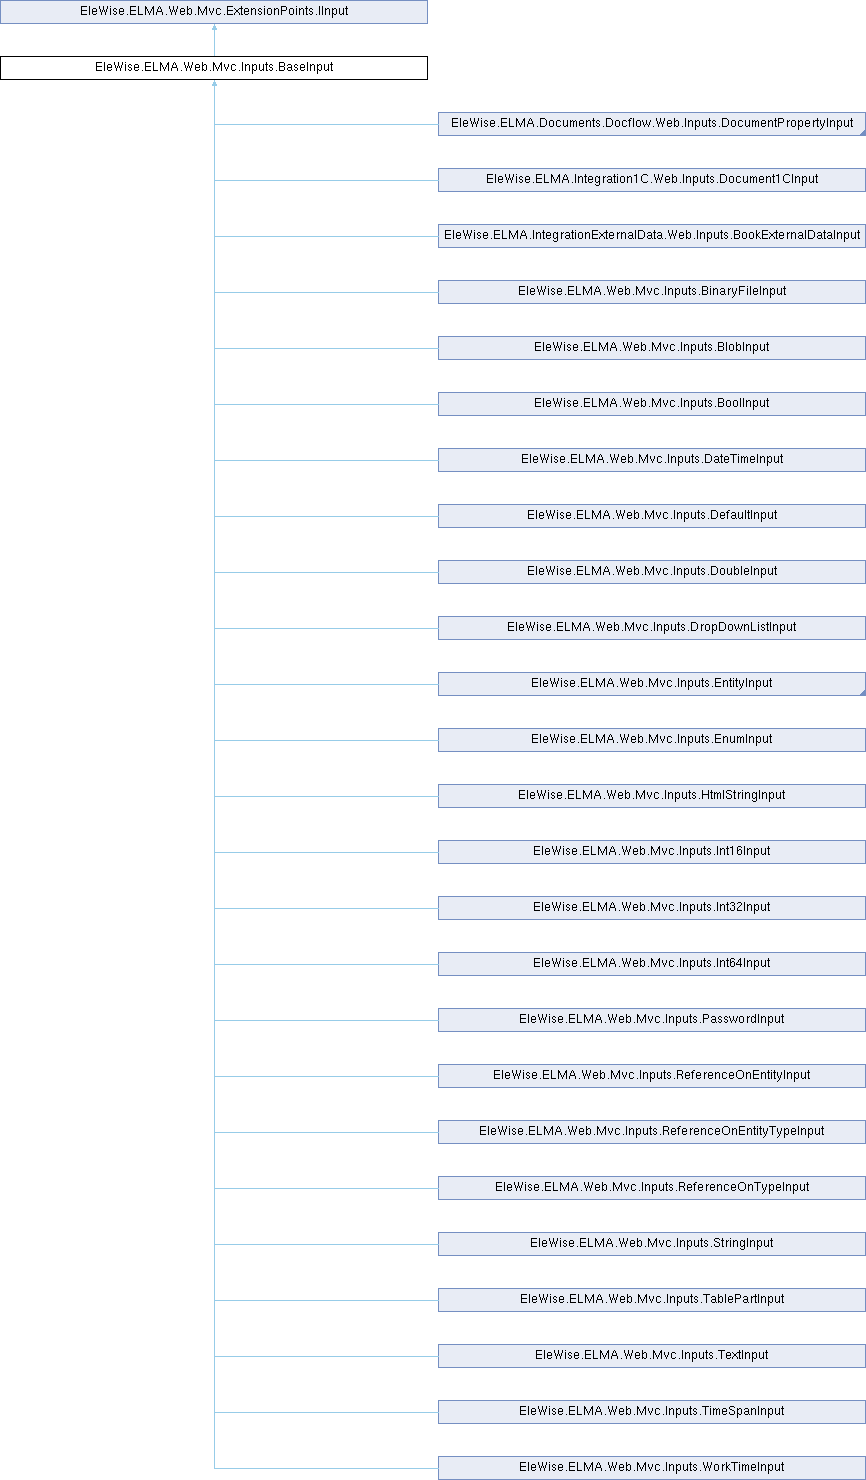 EleWise.ELMA.Web.Mvc.ExtensionPoints.IInput
EleWise.ELMA.Web.Mvc.Inputs.BaseInput
EleWise.ELMA.Documents.Docflow.Web.Inputs.DocumentPropertyInput
EleWise.ELMA.Integration1C.Web.Inputs.Document1CInput
EleWise.ELMA.IntegrationExternalData.Web.Inputs.BookExternalDataInput
EleWise.ELMA.Web.Mvc.Inputs.BinaryFileInput
EleWise.ELMA.Web.Mvc.Inputs.BlobInput
EleWise.ELMA.Web.Mvc.Inputs.BoolInput
EleWise.ELMA.Web.Mvc.Inputs.DateTimeInput
EleWise.ELMA.Web.Mvc.Inputs.DefaultInput
EleWise.ELMA.Web.Mvc.Inputs.DoubleInput
EleWise.ELMA.Web.Mvc.Inputs.DropDownListInput
EleWise.ELMA.Web.Mvc.Inputs.EntityInput
EleWise.ELMA.Web.Mvc.Inputs.EnumInput
EleWise.ELMA.Web.Mvc.Inputs.HtmlStringInput
EleWise.ELMA.Web.Mvc.Inputs.Int16Input
EleWise.ELMA.Web.Mvc.Inputs.Int32Input
EleWise.ELMA.Web.Mvc.Inputs.Int64Input
EleWise.ELMA.Web.Mvc.Inputs.PasswordInput
EleWise.ELMA.Web.Mvc.Inputs.ReferenceOnEntityInput
EleWise.ELMA.Web.Mvc.Inputs.ReferenceOnEntityTypeInput
EleWise.ELMA.Web.Mvc.Inputs.ReferenceOnTypeInput
EleWise.ELMA.Web.Mvc.Inputs.StringInput
EleWise.ELMA.Web.Mvc.Inputs.TablePartInput
EleWise.ELMA.Web.Mvc.Inputs.TextInput
EleWise.ELMA.Web.Mvc.Inputs.TimeSpanInput
EleWise.ELMA.Web.Mvc.Inputs.WorkTimeInput